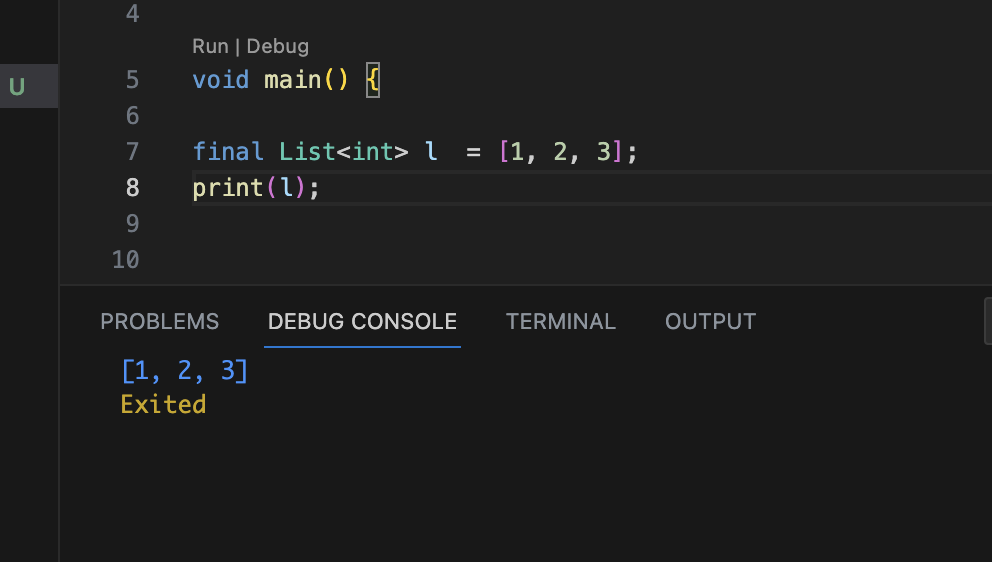 4
Run | Debug
U
5 void main() {
6
7 final List<int> l  = [1, 2, 3];
8 print(l);
9
10
PROBLEMS DEBUG CONSOLE TERMINAL OUTPUT
[1, 2, 3]
Exited